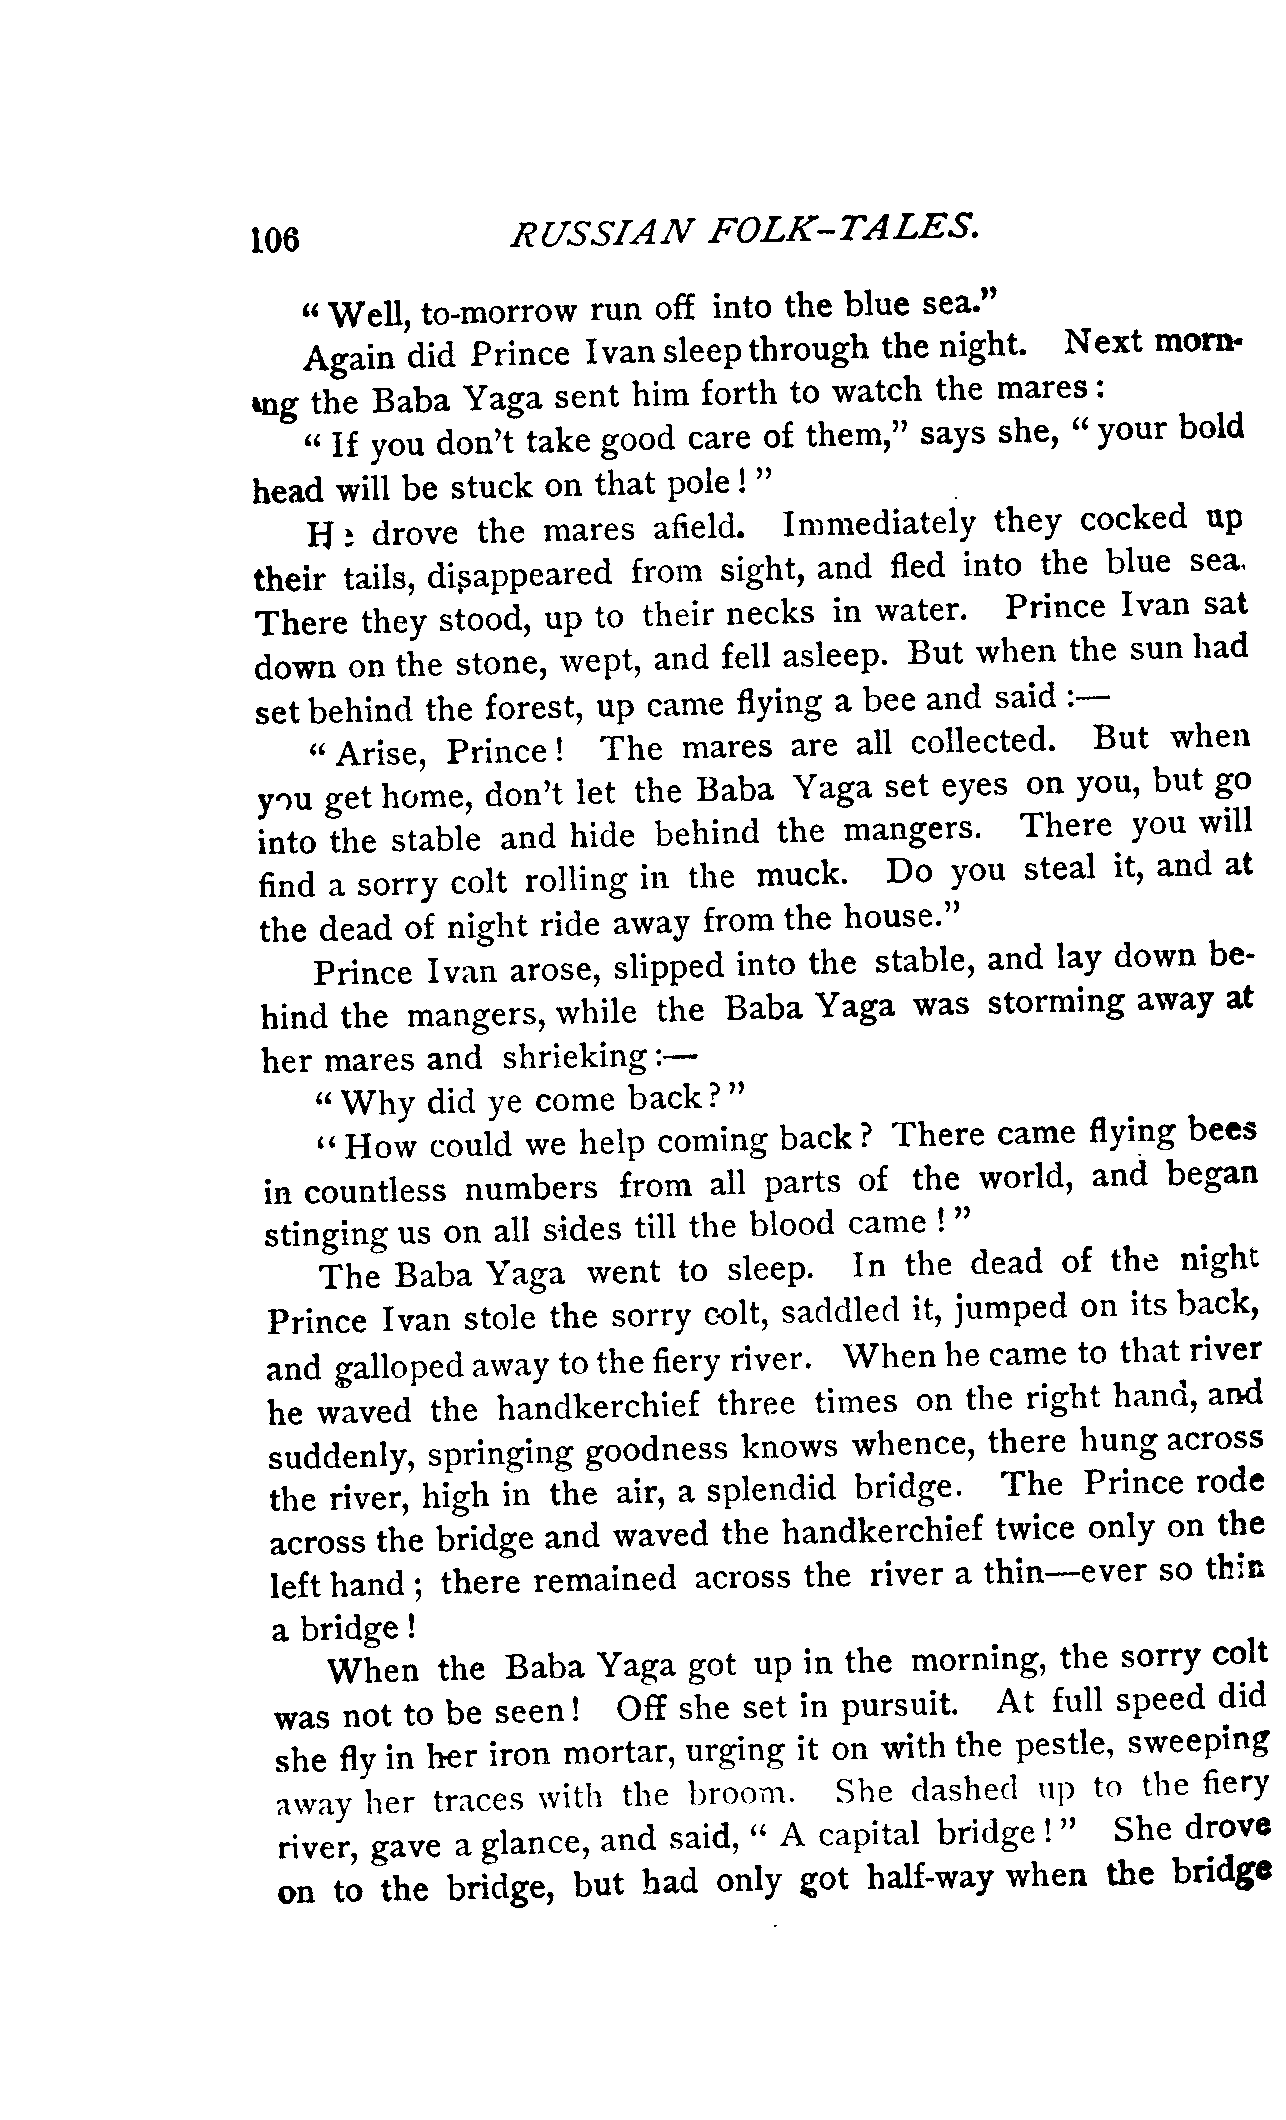 106 RUSSIAN FOLK-TALES.
“ Well, to-morrow run off into the blue sea.”
Again did Prince Ivan sleep through the night. Next morn-
ing the Baba Yaga sent him forth to watch the mares :
“ If you don’t take good care of them,” says she, “ your bold
head will be stuck on that pole ! ”
He drove the mares afield. Immediately they cocked up
their tails, disappeared from sight, and fled into the blue sea.
There they stood, up to their necks in water. Prince Ivan sat
down on the stone, wept, and fell asleep. But when the sun had
set behind the forest, up came flying a bee and said :—
“ Arise, Prince ! The mares are all collected. But when
you get home, don’t let the Baba Yaga set eyes on you, but go
into the stable and hide behind the mangers. There you will
find a sorry colt rolling in the muck. Do you steal it, and at
the dead of night ride away from the house.”
Prince Ivan arose, slipped into the stable, and lay down be-
hind the mangers, while the Baba Yaga was storming away at
her mares and shrieking :—
“ Why did ye come back ? ”
“ How could we help coming back ? There came flying bees
in countless numbers from all parts of the world, and began
stinging us on all sides till the blood came ! ”
The Baba Yaga went to sleep. In the dead of the night
Prince Ivan stole the sorry colt, saddled it, jumped on its back,
and galloped away to the fiery river. When he came to that river
he waved the handkerchief three times on the right hand, and
suddenly, springing goodness knows whence, there hung across
the river, high in the air, a splendid bridge. The Prince rode
across the bridge and waved the handkerchief twice only on the
left hand ; there remained across the river a thin—ever so thin
a bridge !
When the Baba Yaga got up in the morning, the sorry colt
was not to be seen ! Off she set in pursuit. At full speed did
she fly in her iron mortar, urging it on with the pestle, sweeping
away her traces with the broom. She dashed up to the fiery
river, gave a glance, and said, “ A capital bridge ! ” She drove
on to the bridge, but had only got half-way when the bridge